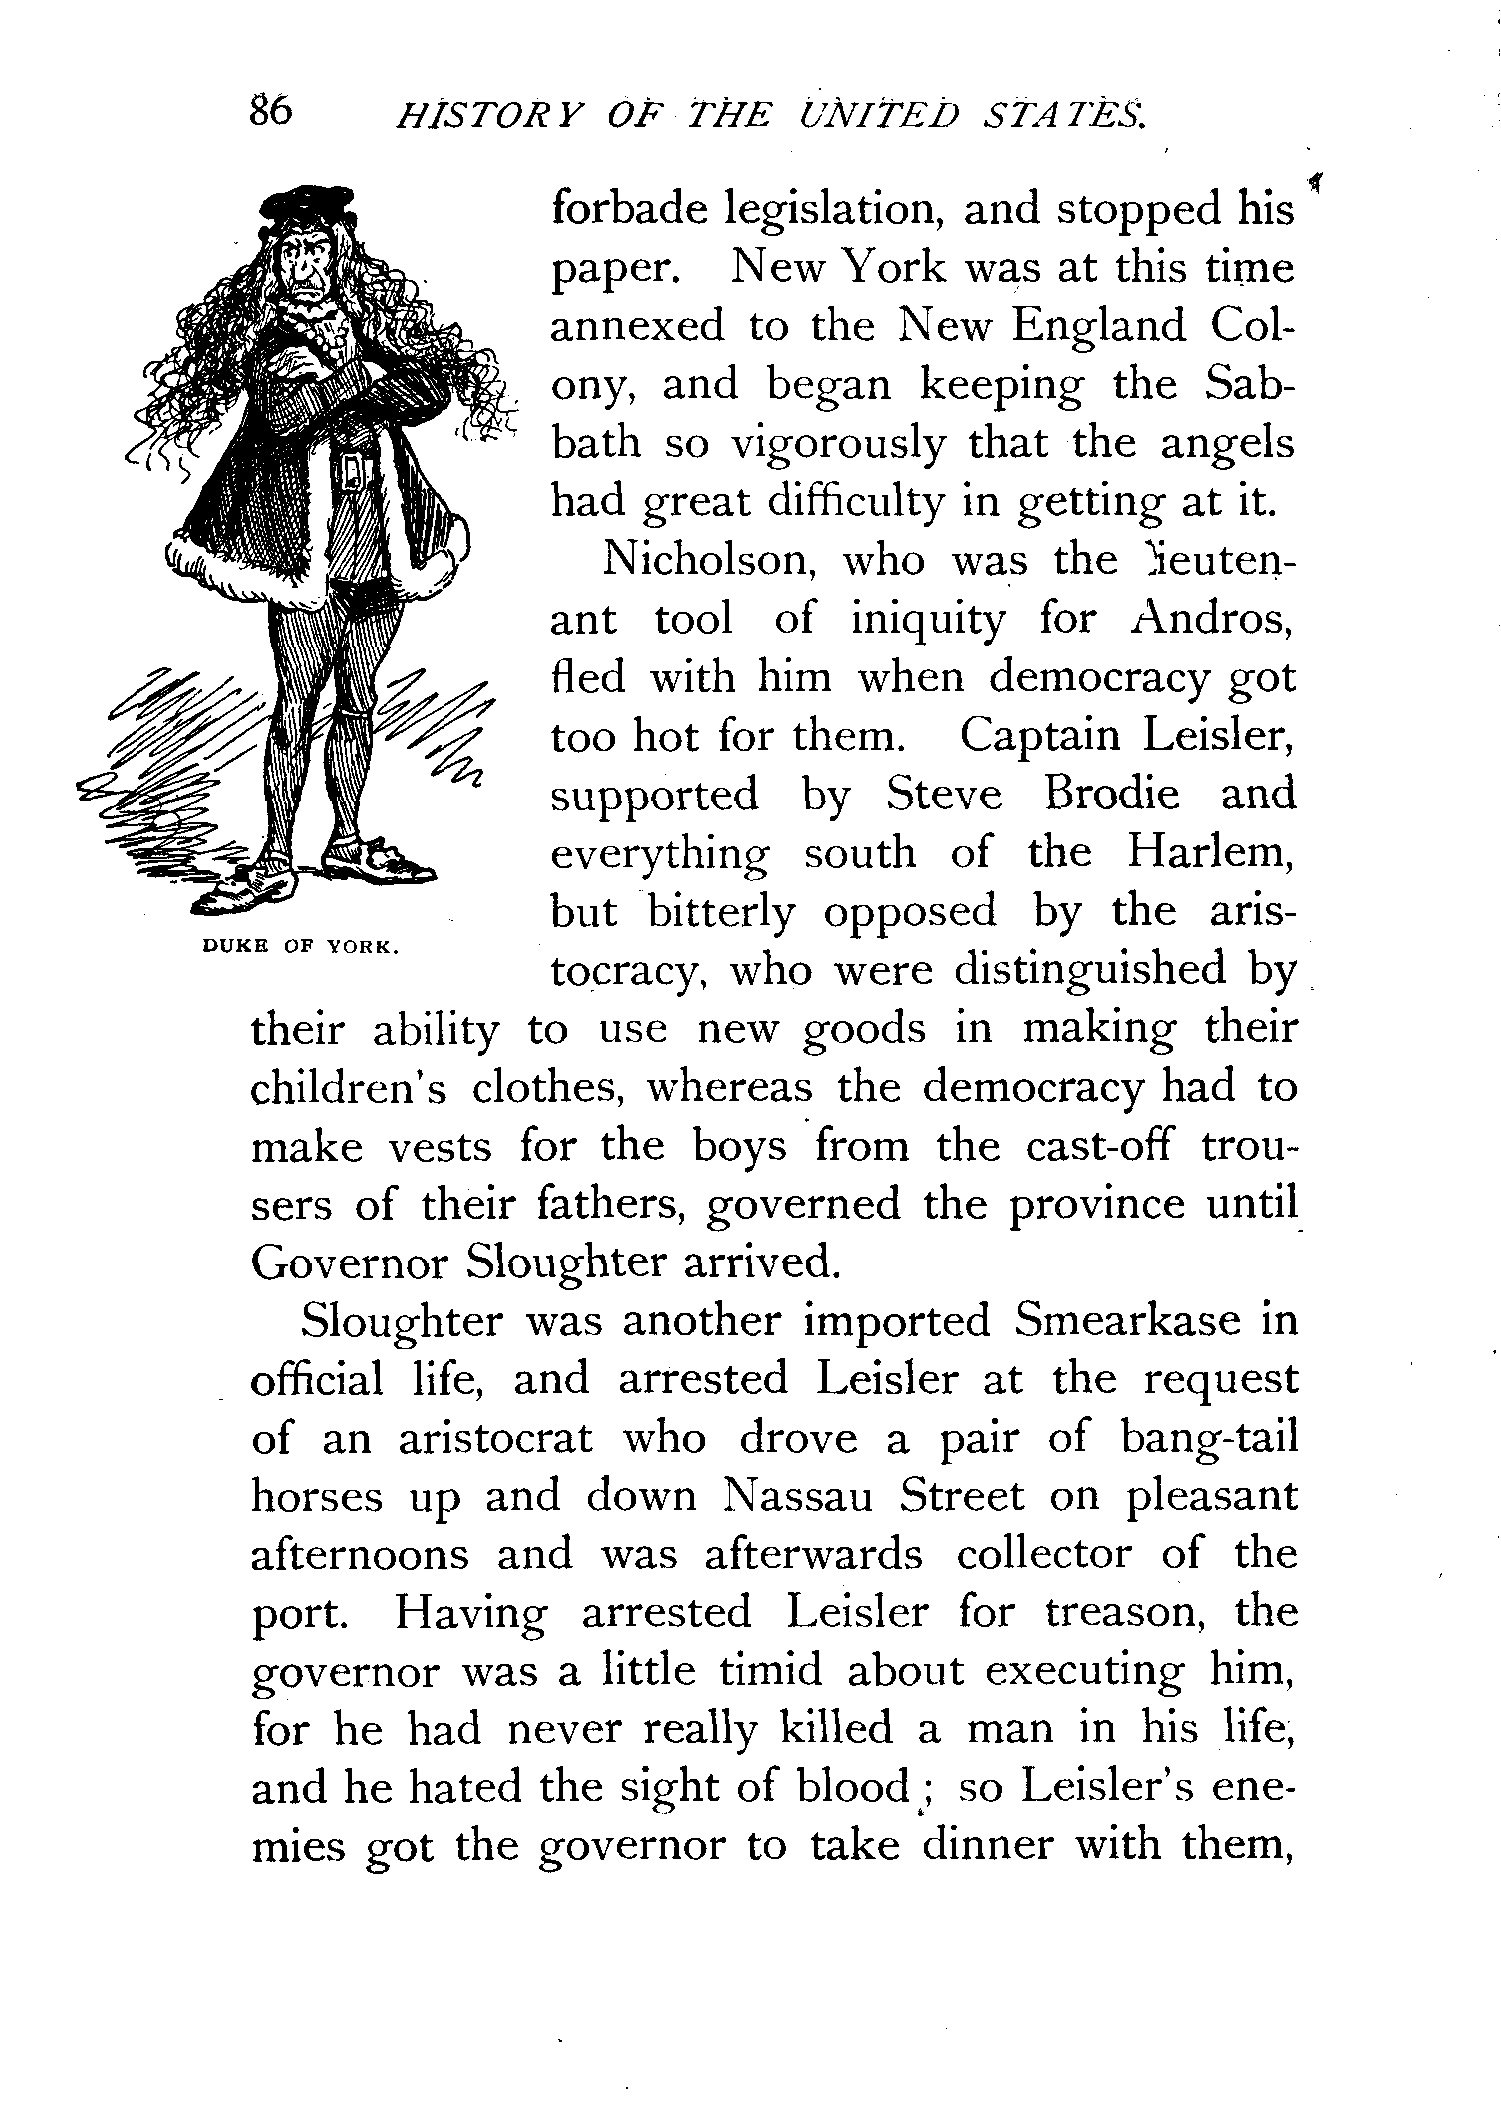 86 HISTORY OF THE UNITED STATES.
forbade legislation, and stopped his
paper. New York was at this time
annexed to the New England Col-
ony, and began keeping the Sab-
bath so vigorously that the angels
had great difficulty in getting at it.
Nicholson, who was the lieuten-
ant tool of iniquity for Andros,
fled with him when democracy got
too hot for them. Captain Leisler,
supported by Steve Brodie and
everything south of the Harlem,
but bitterly opposed by the aris-
tocracy, who were distinguished by
DUKE OF YORK.
their ability to use new goods in making their
children's clothes, whereas the democracy had to
make vests for the boys from the cast-off trou-
sers of their fathers, governed the province until
Governor Sloughter arrived.
Sloughter was another imported Smearkase in
official life, and arrested Leisler at the request
of an aristocrat who drove a pair of bang-tail
horses up and down Nassau Street on pleasant
afternoons and was afterwards collector of the
port. Having arrested Leisler for treason, the
governor was a little timid about executing him,
for he had never really killed a man in his life,
and he hated the sight of blood; so Leisler's ene-
mies got the governor to take dinner with them,